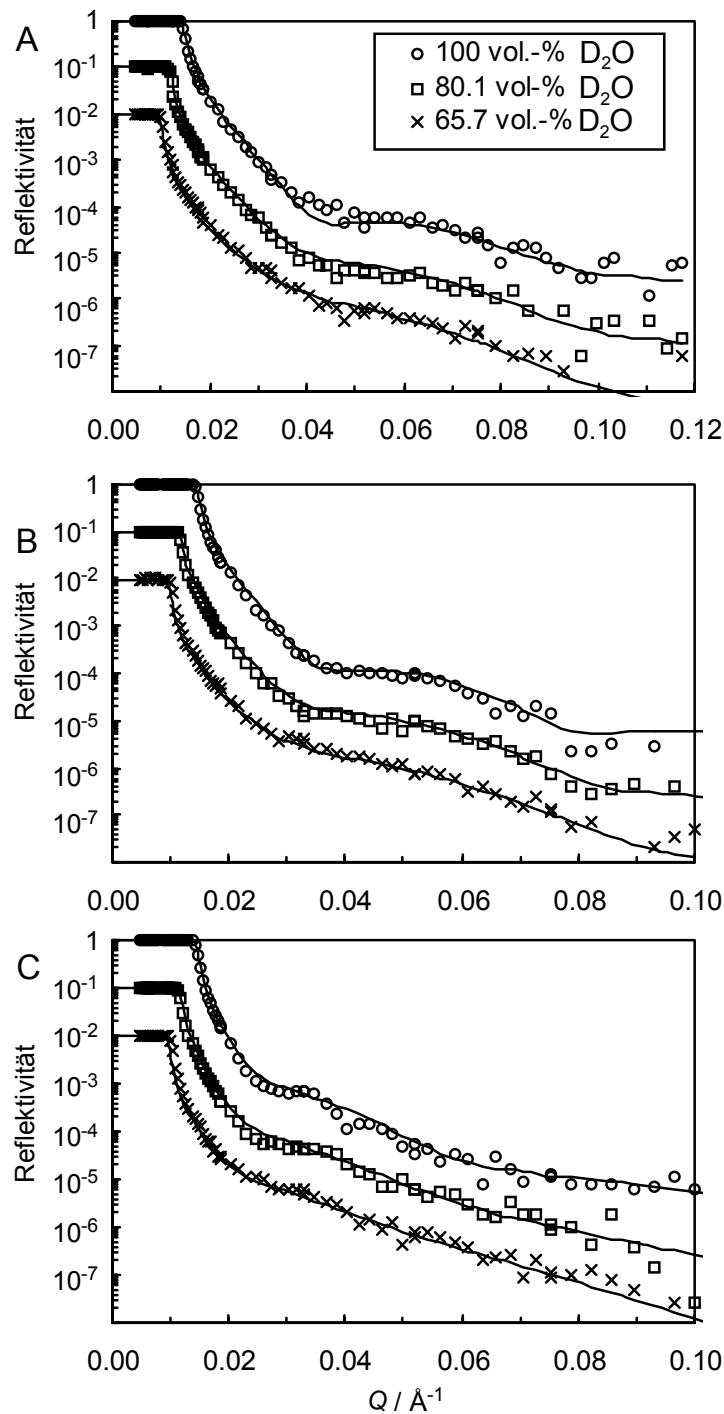 A
Reflektivität
1
10-1
10-2
10-3
10-4
10-5
10-6
10-7
100 vol.-% D2O
80.1 vol-% D2O
65.7 vol.-% D2O
0.00 0.02 0.04 0.06 0.08 0.10 0.12
B
Reflektivität
1
10-1
10-2
10-3
10-4
10-5
10-6
10-7
0.00 0.02 0.04 0.06 0.08 0.10
C
Reflektivität
1
10-1
10-2
10-3
10-4
10-5
10-6
10-7
0.00 0.02 0.04 0.06 0.08 0.10
Q / Å-1